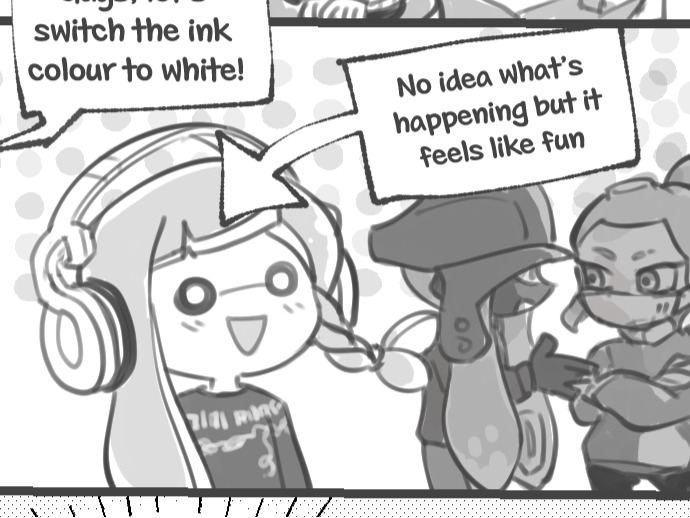 switch the ink
colour to white!
No idea what's
happening but it
feels like fun